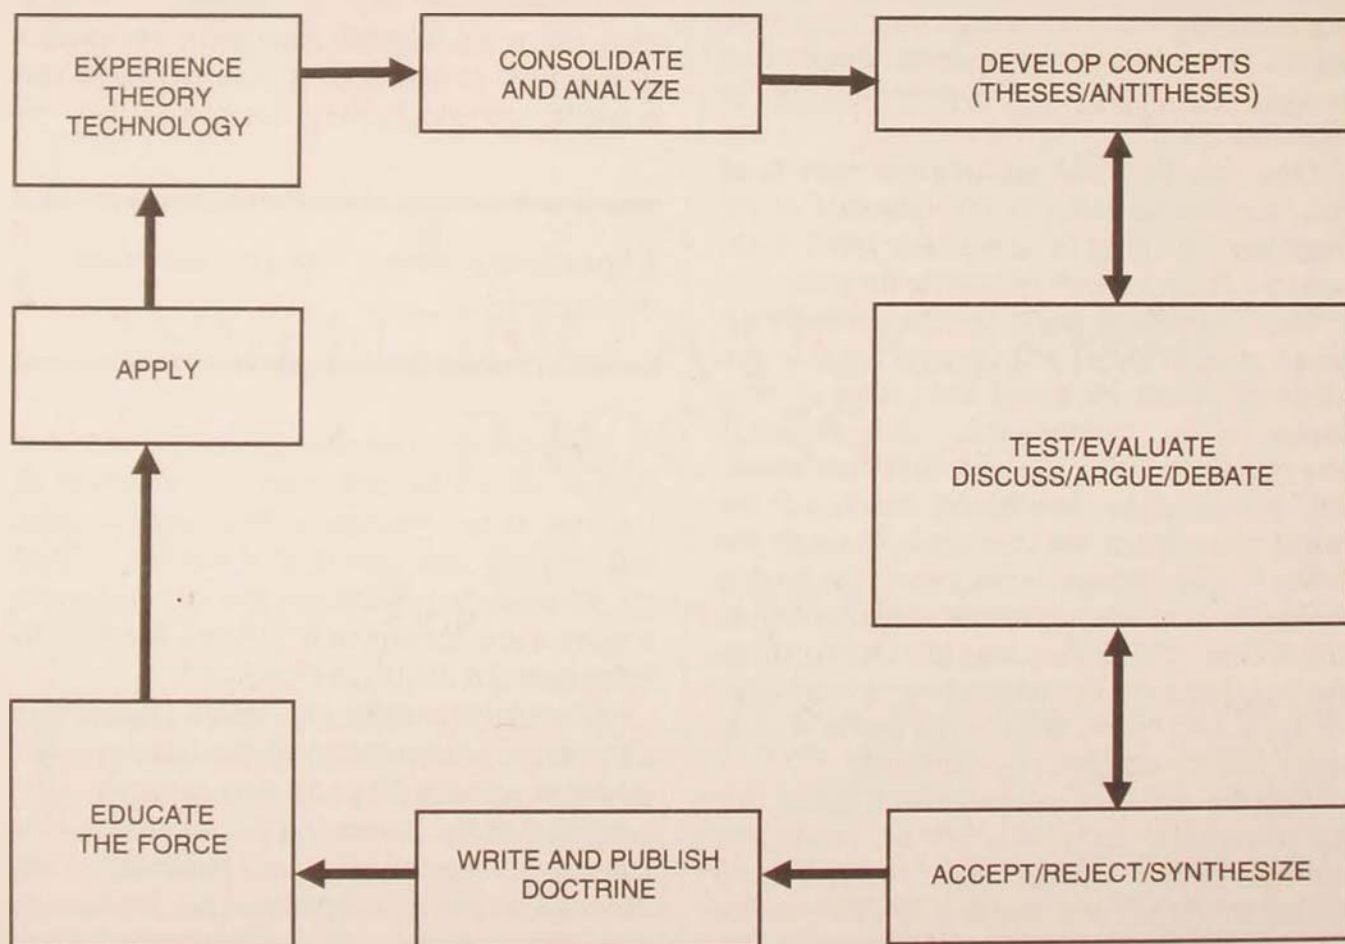 EXPERIENCE
THEORY
TECHNOLOGY
CONSOLIDATE
AND ANALYZE
DEVELOP CONCEPTS
(THESES/ANTITHESES)
TEST/EVALUATE
DISCUSS/ARGUE/DEBATE
ACCEPT/REJECT/SYNTHESIZE
WRITE AND PUBLISH
DOCTRINE
EDUCATE
THE FORCE
APPLY